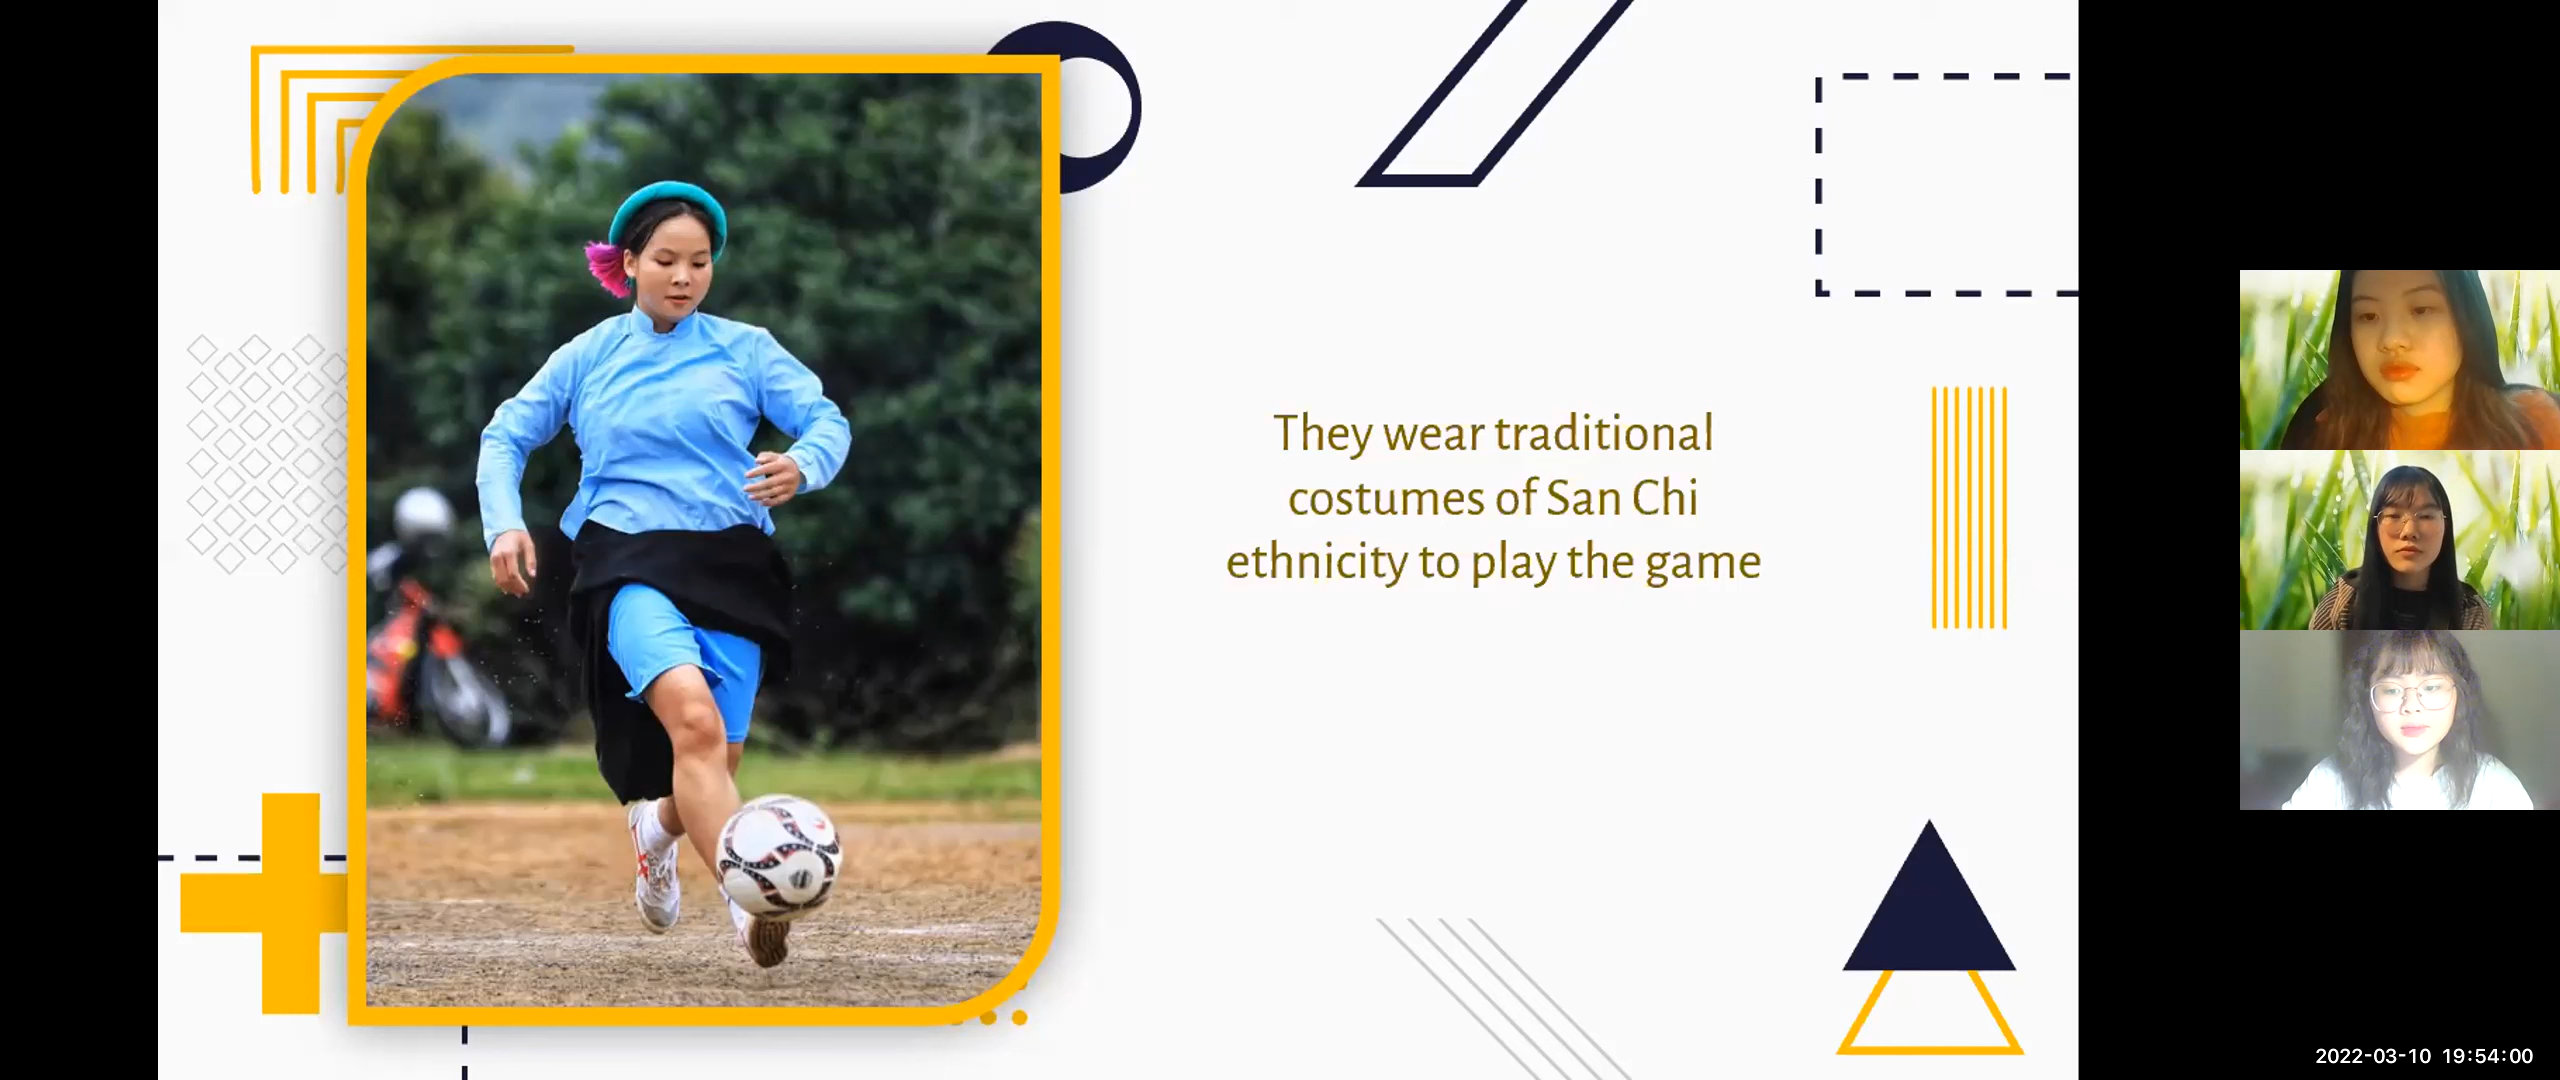 They wear traditional
costumes of San Chi
ethnicity to play the game
2022-03-10 19:54:00